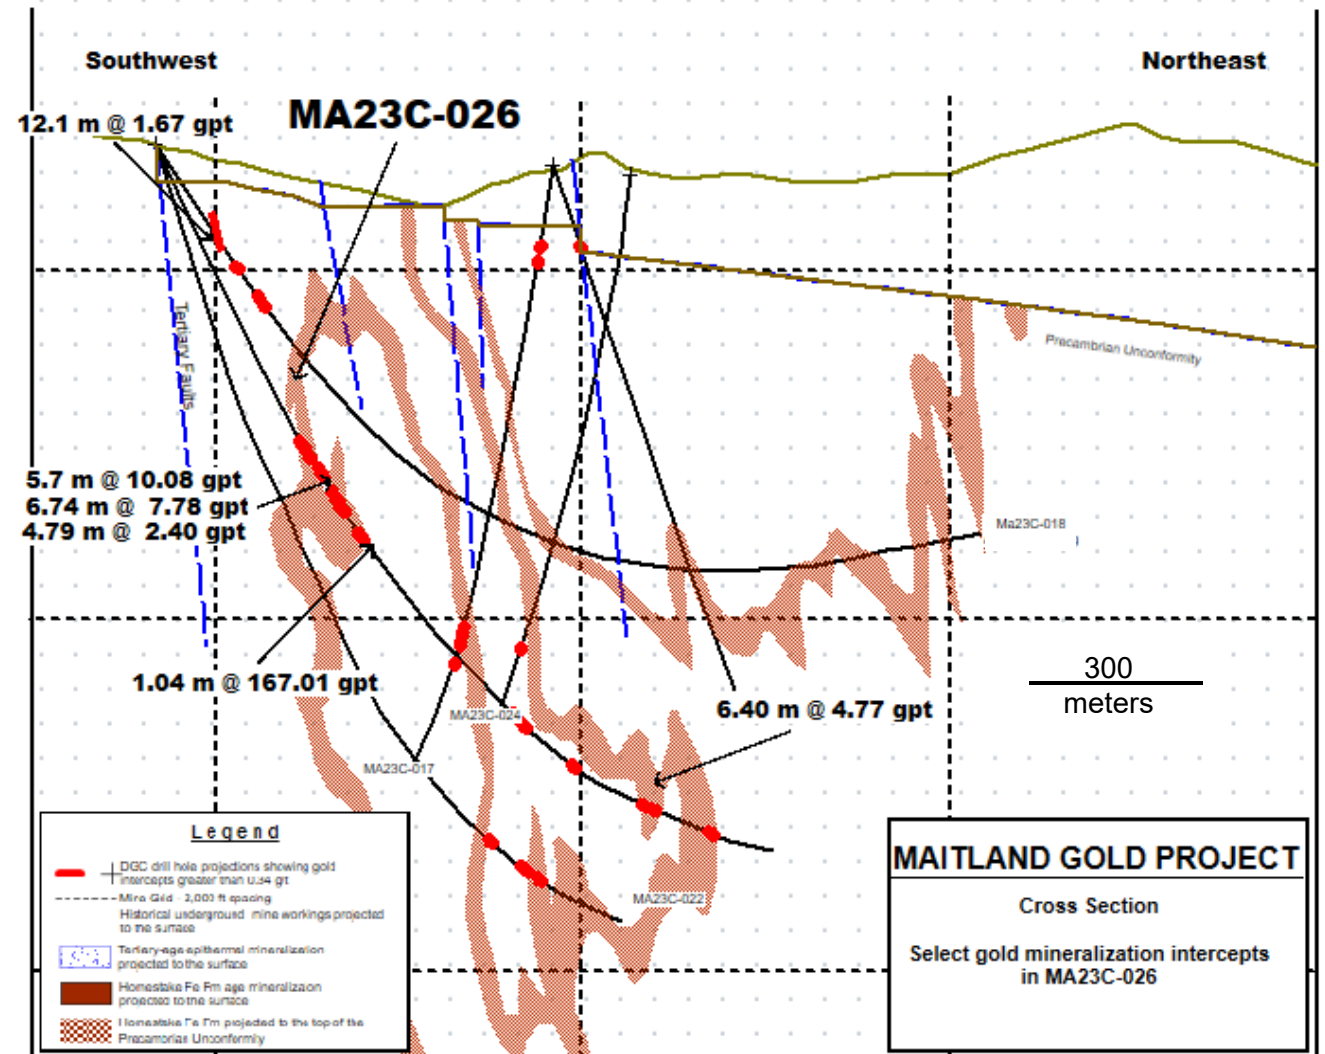 Southwest
Northeast
MA23C-026
12.1 m @ 1.67 gpt
Tertiary Faults
Precambrian Unconformity
5.7 m @ 10.08 gpt
6.74 m @ 7.78 gpt
4.79 m @ 2.40 gpt
Ma23C-018
1.04 m @ 167.01 gpt
300
meters
MA23C-024
6.40 m @ 4.77 gpt
MA23C-017
MA23C-022
Legend
DGC drill hole projections showing gold
intercepts greater than 0.34 g/t
Mine Grid - 2,000 ft spacing
Historical underground mine workings projected
to the surface
Tertiary-age epithermal mineralization
projected to the surface
Homestake Fe Fm age mineralizaon
projected to the surface
Homestake Fe Fm projected to the top of the
Precambrian Unconformity
MAITLAND GOLD PROJECT
Cross Section
Select gold mineralization intercepts
in MA23C-026